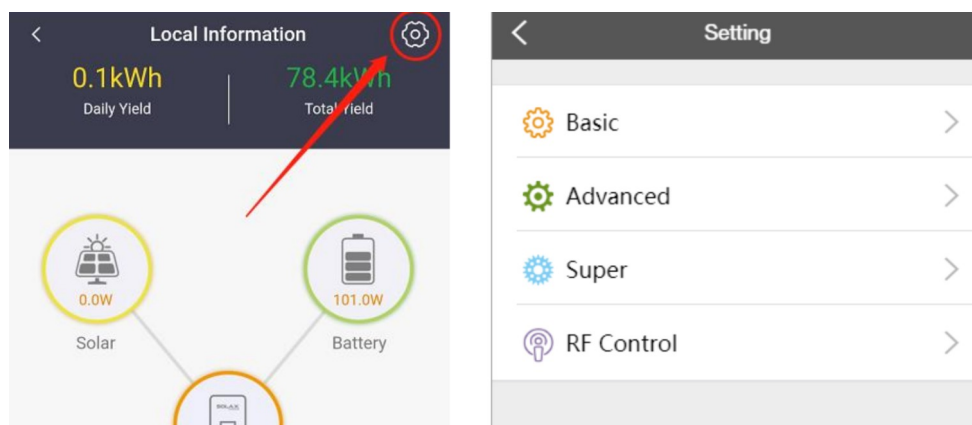 Local Information
0.1kWh
78.4kWh
Daily Yield
Total Yield
0.0W
101.0W
Solar
Battery
SOLAX
Setting
Basic
Advanced
Super
RF Control